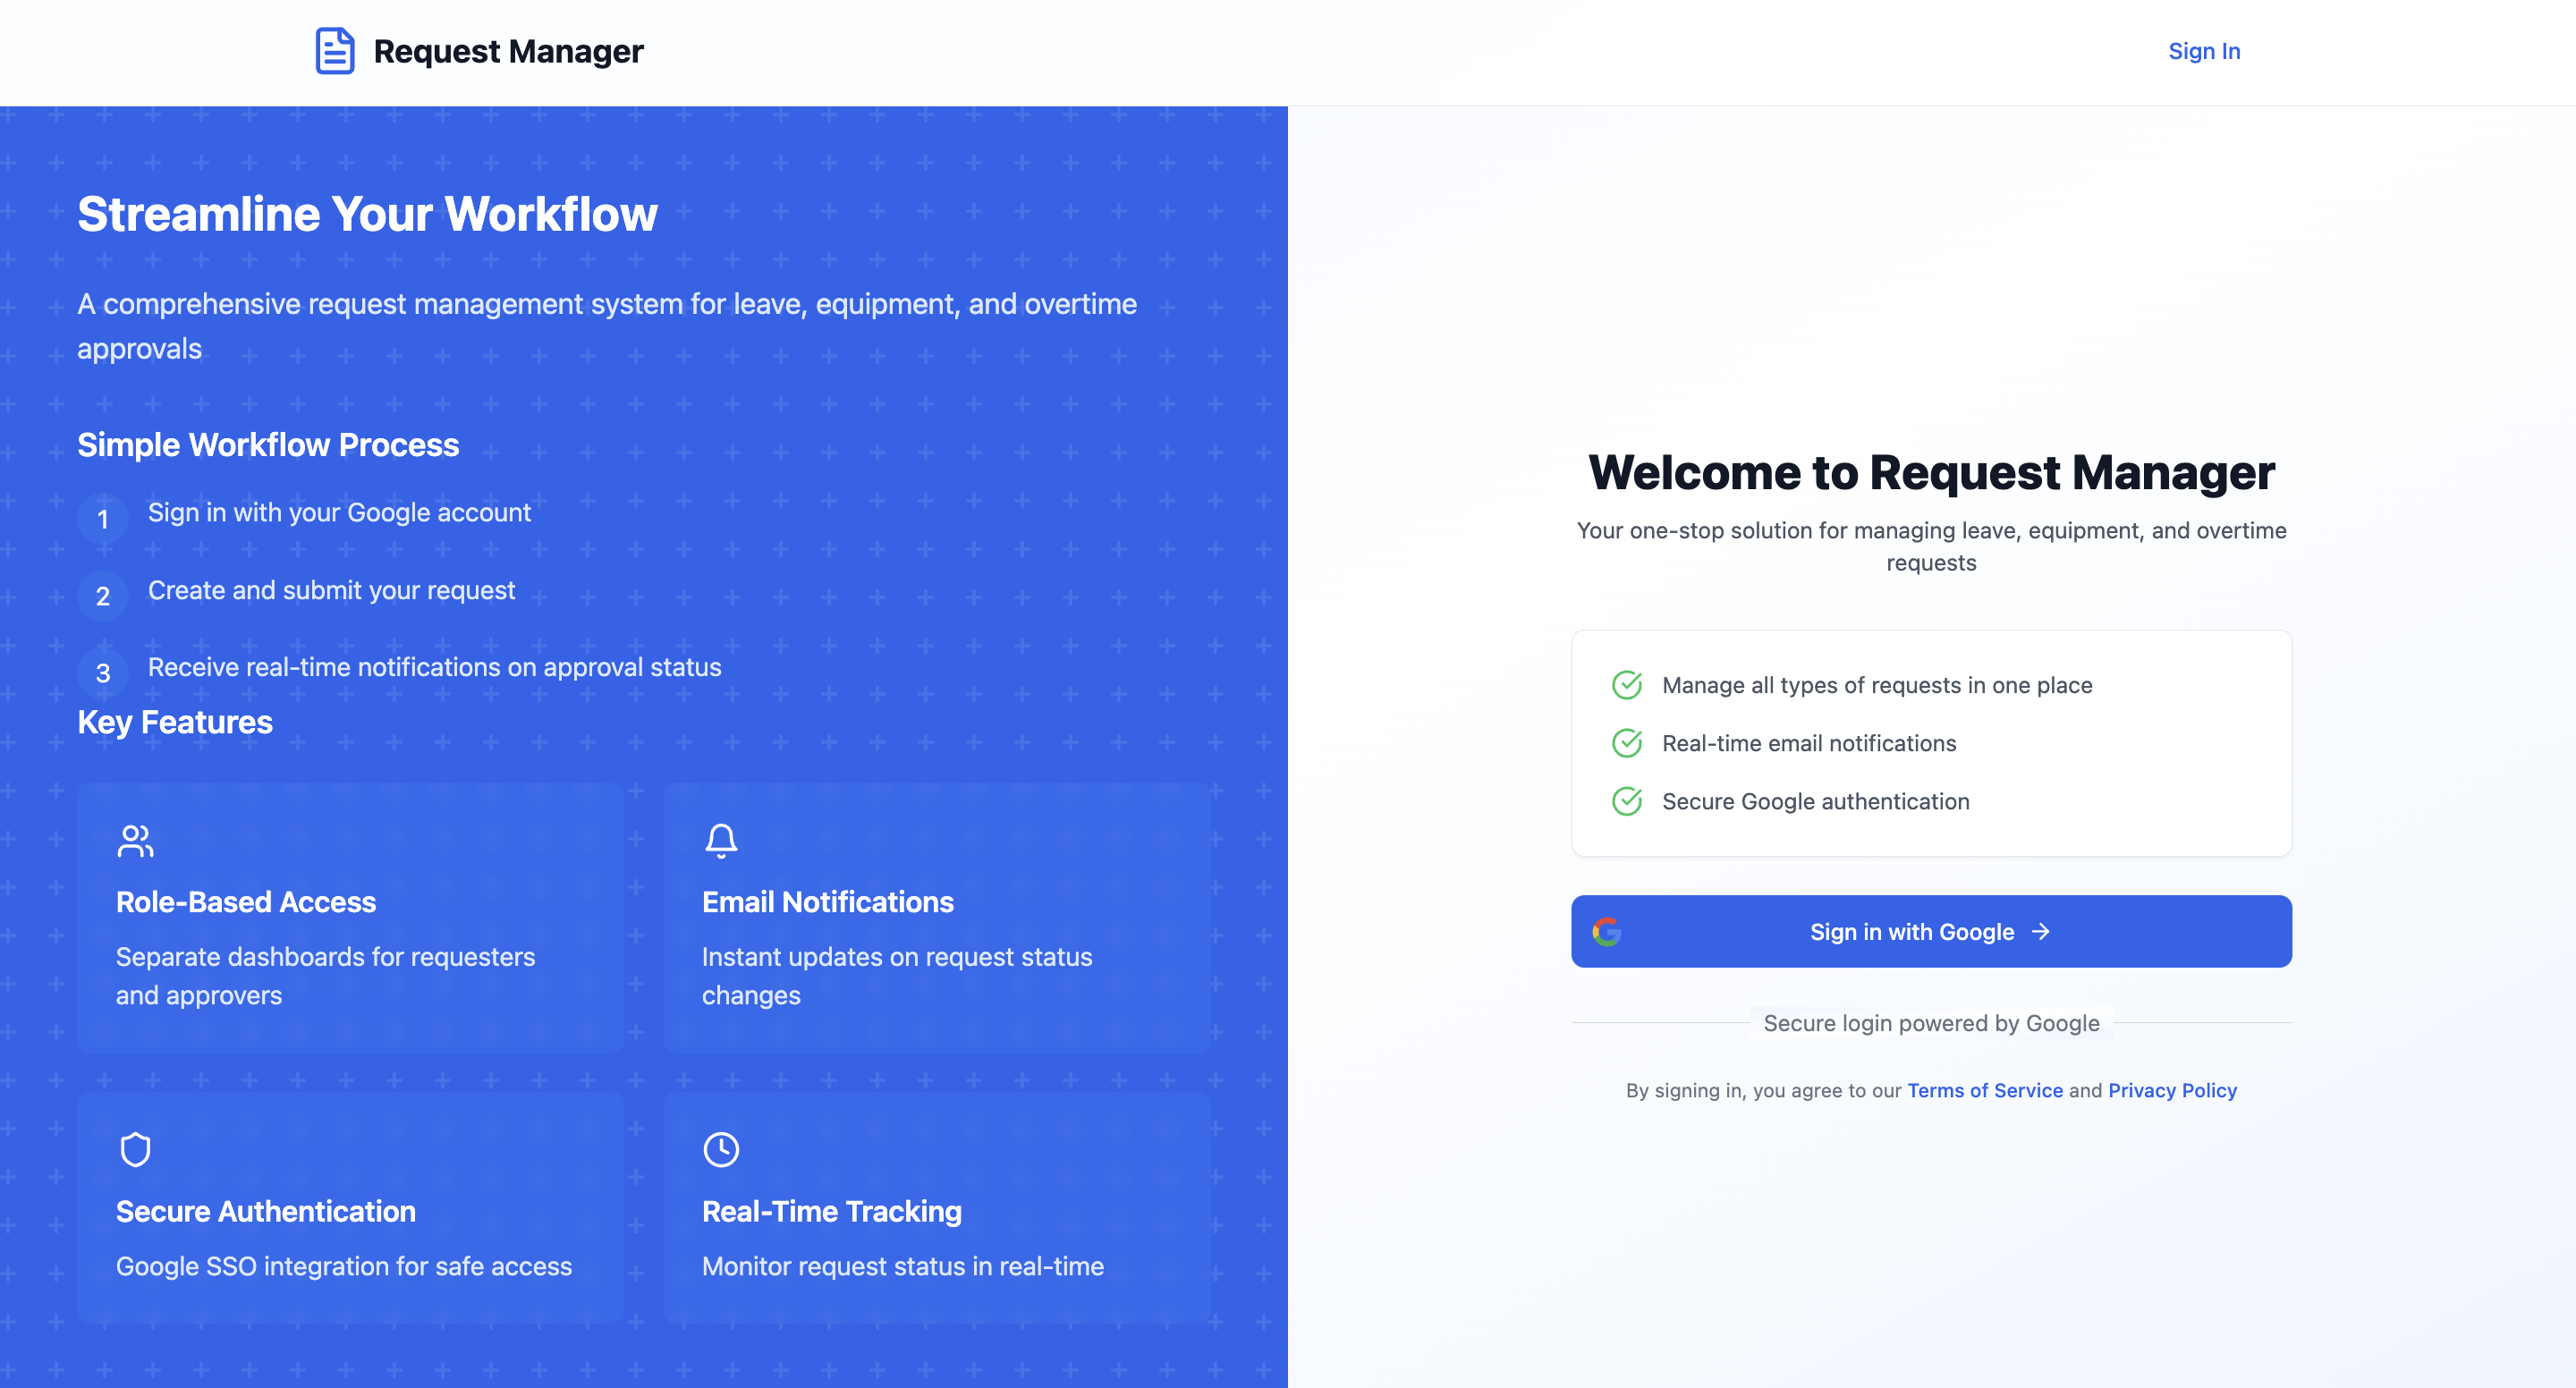 Request Manager
Sign In
Streamline Your Workflow
A comprehensive request management system for leave, equipment, and overtime
approvals
Simple Workflow Process
1 Sign in with your Google account
2 Create and submit your request
3 Receive real-time notifications on approval status
Key Features
Role-Based Access
Separate dashboards for requesters
and approvers
Email Notifications
Instant updates on request status
changes
Secure Authentication
Google SSO integration for safe access
Real-Time Tracking
Monitor request status in real-time
Welcome to Request Manager
Your one-stop solution for managing leave, equipment, and overtime
requests
Manage all types of requests in one place
Real-time email notifications
Secure Google authentication
Sign in with Google →
Secure login powered by Google
By signing in, you agree to our Terms of Service and Privacy Policy